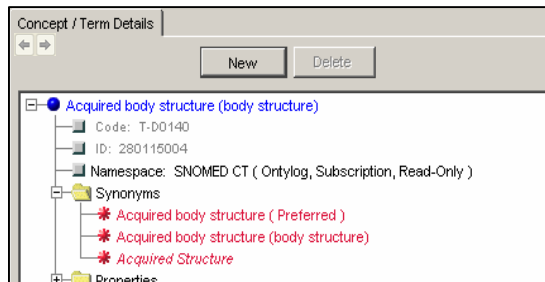 Concept / Term Details
New Delete
Acquired body structure (body structure)
Code: T-D0140
ID: 280115004
Namespace: SNOMED CT ( Ontylog, Subscription, Read-Only )
Synonyms
Acquired body structure ( Preferred )
Acquired body structure (body structure)
Acquired Structure
Properties